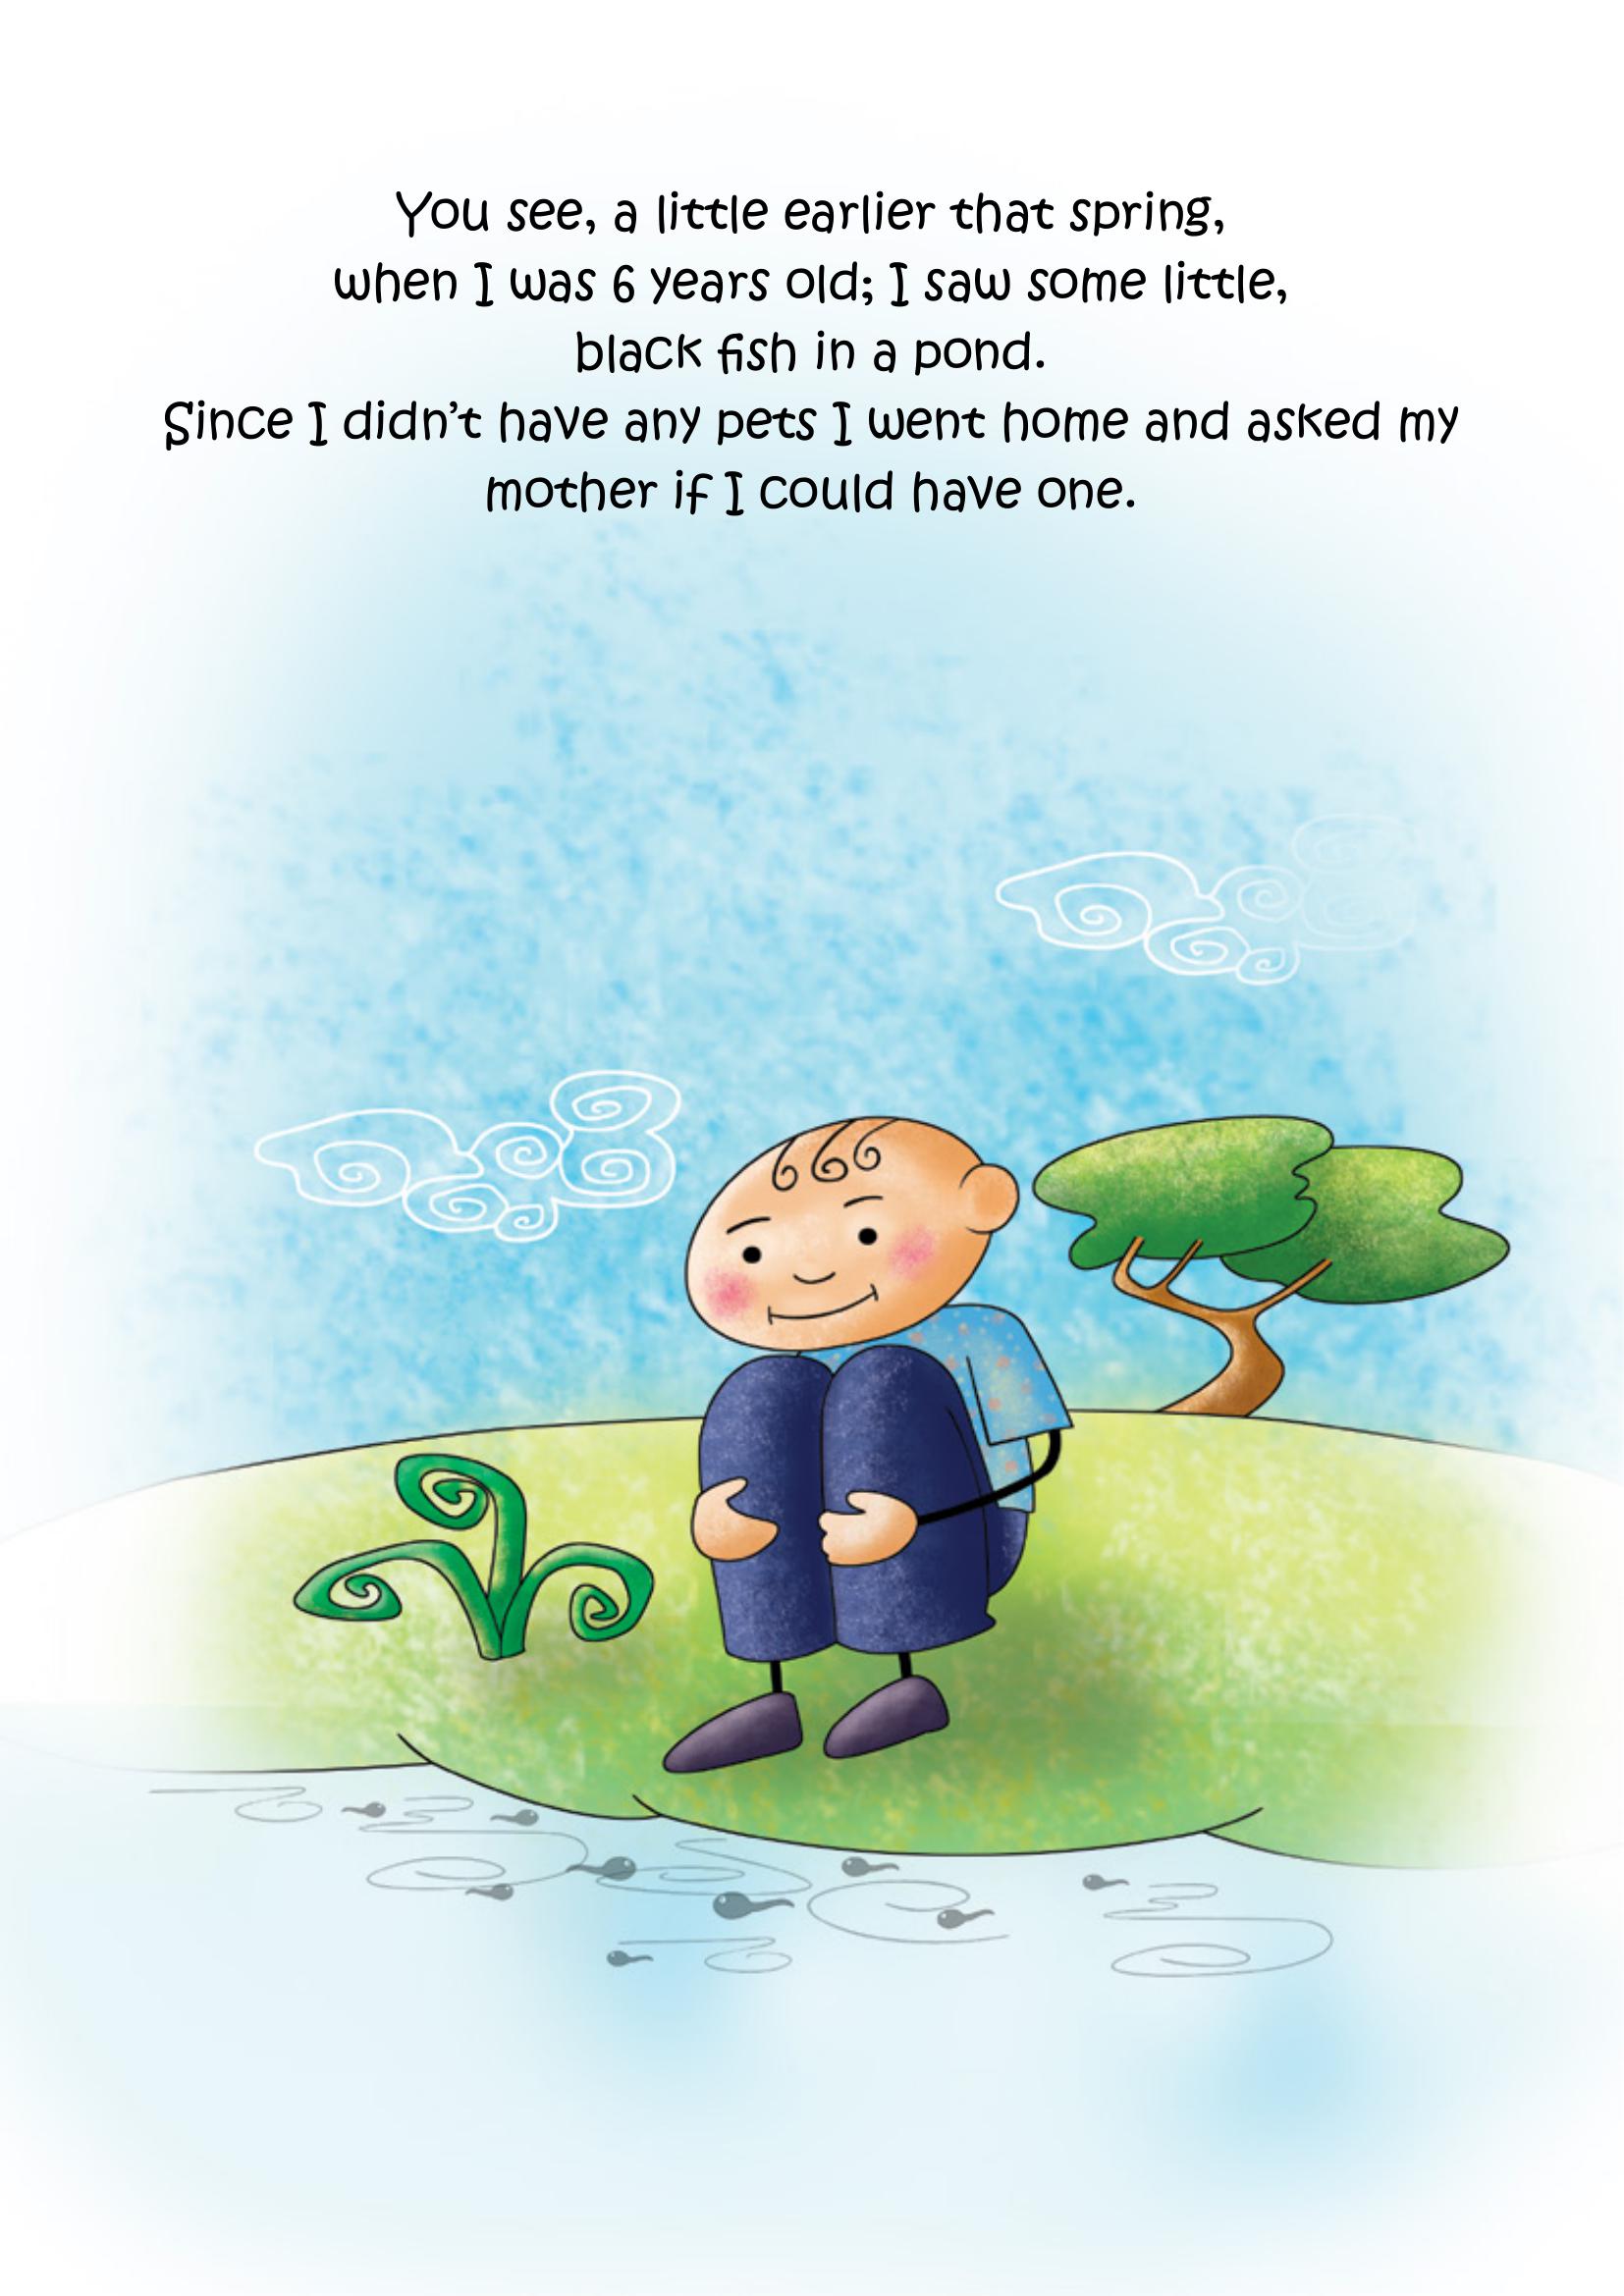 You see, a little earlier that spring,
when I was 6 years old; I saw some little,
black fish in a pond.
Since I didn’t have any pets I went home and asked my
mother if I could have one.